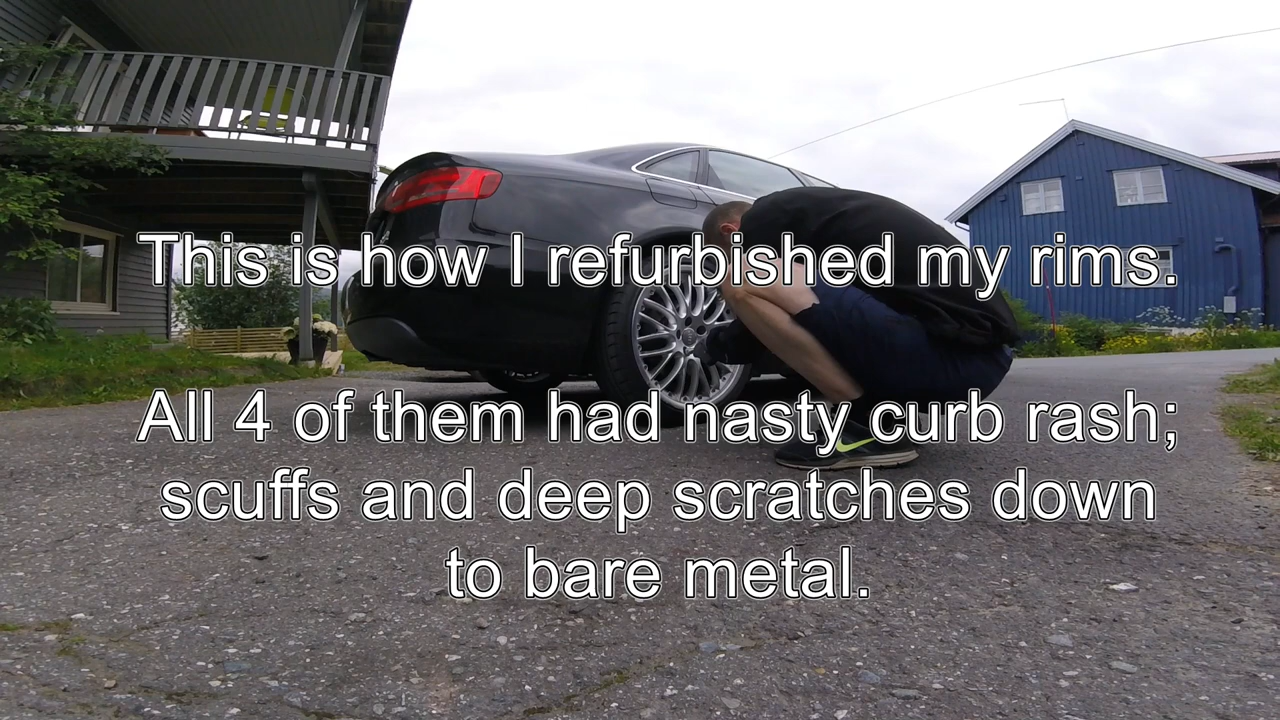 This is how I refurbished my rims.
All 4 of them had nasty curb rash;
scuffs and deep scratches down
to bare metal.